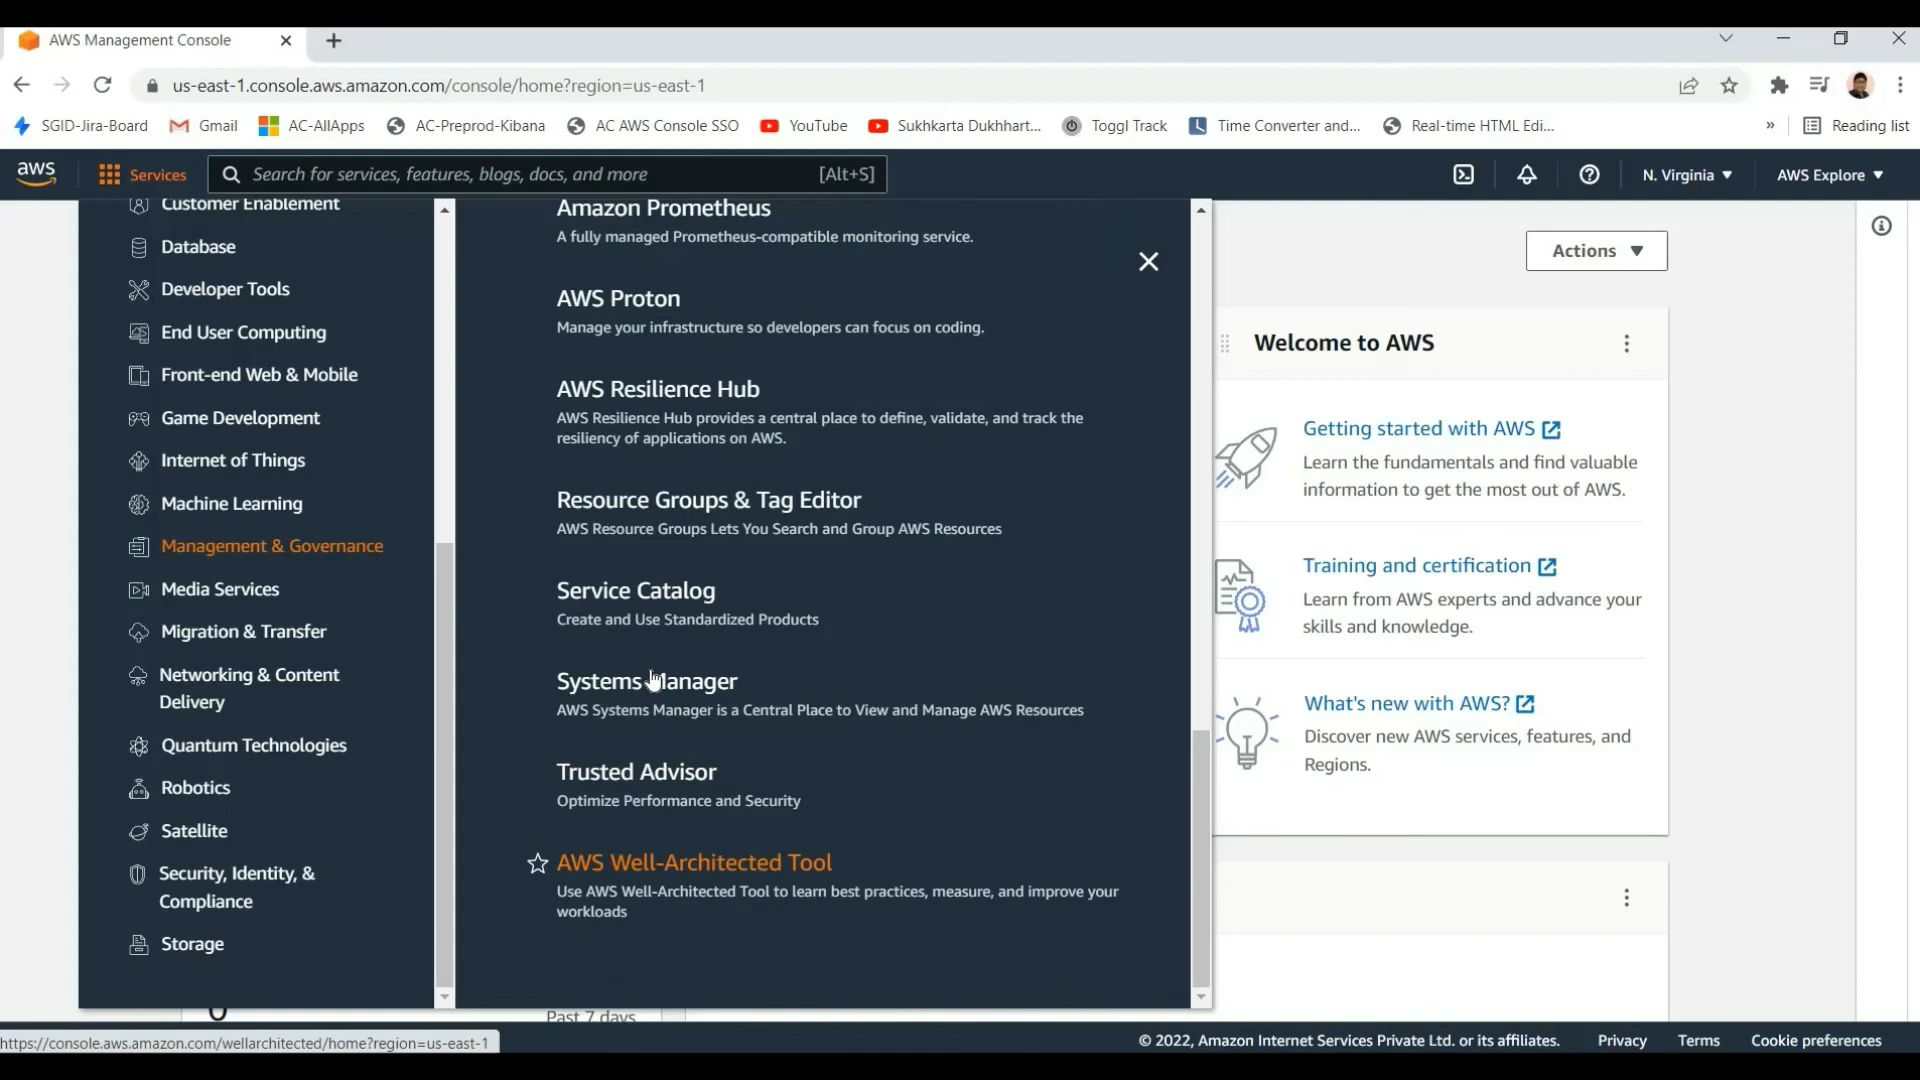 AWS Management Console
us-east-1.console.aws.amazon.com/console/home?region=us-east-1
SGID-Jira-Board
Gmail
AC-AllApps
AC-Preprod-Kibana
AC AWS Console SSO
YouTube
Sukhkarta Dukhhart...
Toggl Track
Time Converter and...
Real-time HTML Edi...
»
Reading list
aws
Services
Search for services, features, blogs, docs, and more
[Alt+S]
N. Virginia
AWS Explore
Customer Enablement
Database
Developer Tools
End User Computing
Front-end Web & Mobile
Game Development
Internet of Things
Machine Learning
Management & Governance
Media Services
Migration & Transfer
Networking & Content
Delivery
Quantum Technologies
Robotics
Satellite
Security, Identity, &
Compliance
Storage
Amazon Prometheus
A fully managed Prometheus-compatible monitoring service.
AWS Proton
Manage your infrastructure so developers can focus on coding.
AWS Resilience Hub
AWS Resilience Hub provides a central place to define, validate, and track the
resiliency of applications on AWS.
Resource Groups & Tag Editor
AWS Resource Groups Lets You Search and Group AWS Resources
Service Catalog
Create and Use Standardized Products
Systems Manager
AWS Systems Manager is a Central Place to View and Manage AWS Resources
Trusted Advisor
Optimize Performance and Security
AWS Well-Architected Tool
Use AWS Well-Architected Tool to learn best practices, measure, and improve your
workloads
Actions
Welcome to AWS
Getting started with AWS
Learn the fundamentals and find valuable
information to get the most out of AWS.
Training and certification
Learn from AWS experts and advance your
skills and knowledge.
What's new with AWS?
Discover new AWS services, features, and
Regions.
0
Past 7 days
https://console.aws.amazon.com/wellarchitected/home?region=us-east-1
© 2022, Amazon Internet Services Private Ltd. or its affiliates.
Privacy
Terms
Cookie preferences